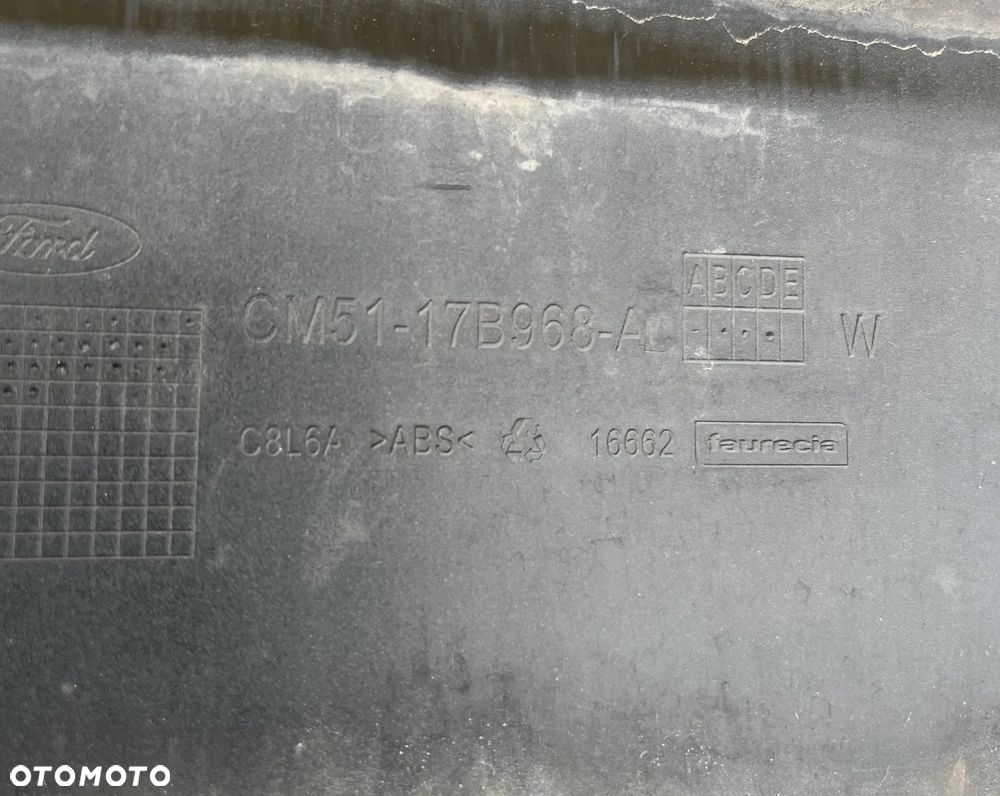 Ford
ABCDE
CM51-17B968-A W
C8L6A >ABS< 16662 faurecia
OTOMOTO